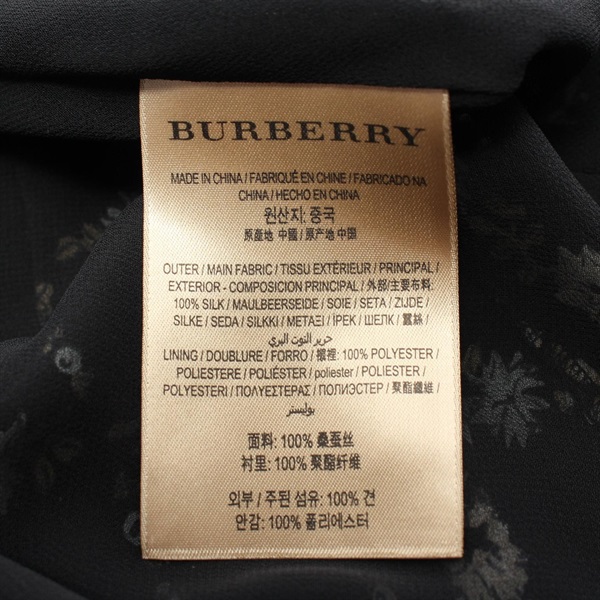 BURBERRY
MADE IN CHINA / FABRIQUÉ EN CHINE / FABRICADO NA
CHINA / HECHO EN CHINA
원산지: 중국
原產地 中國 / 原产地 中国
OUTER / MAIN FABRIC / TISSU EXTÉRIEUR / PRINCIPAL /
EXTERIOR - COMPOSICION PRINCIPAL / 外部/主要布料:
100% SILK / MAULBEERSEIDE / SOIE / SETA / ZIJDE /
SILKE / SEDA / SILKKI / ΜΕΤΑΞΙ / İPEK / ШЕЛК / 蠶絲 /
حرير التوت البري
LINING / DOUBLURE / FORRO / 襯裡: 100% POLYESTER /
POLIESTERE / POLIÉSTER / poliester / POLIESTER /
POLYESTERI / ΠΟΛΥΕΣΤΕΡΑΣ / ПОЛИЭСТЕР / 聚酯纖維 /
بوليستر
面料: 100% 桑蚕丝
衬里: 100% 聚酯纤维
외부 / 주된 섬유: 100% 견
안감: 100% 폴리에스터